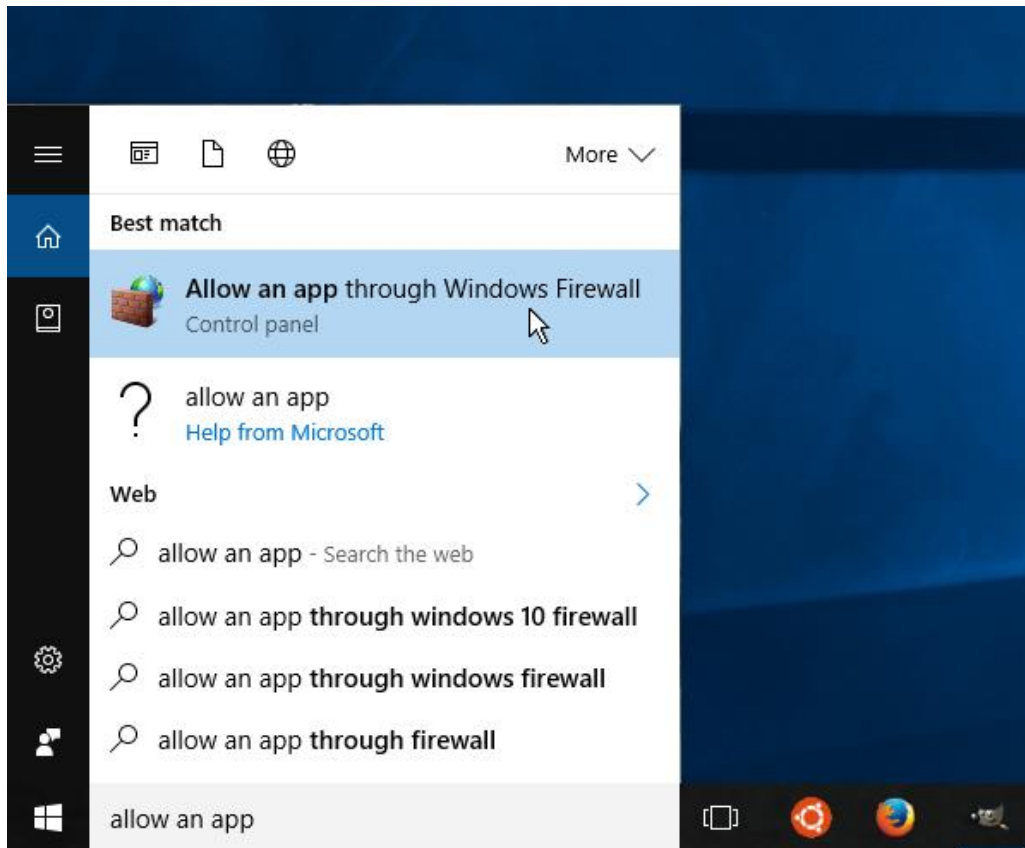 More
Best match
Allow an app through Windows Firewall
Control panel
allow an app
Help from Microsoft
Web
allow an app - Search the web
allow an app through windows 10 firewall
allow an app through windows firewall
allow an app through firewall
allow an app